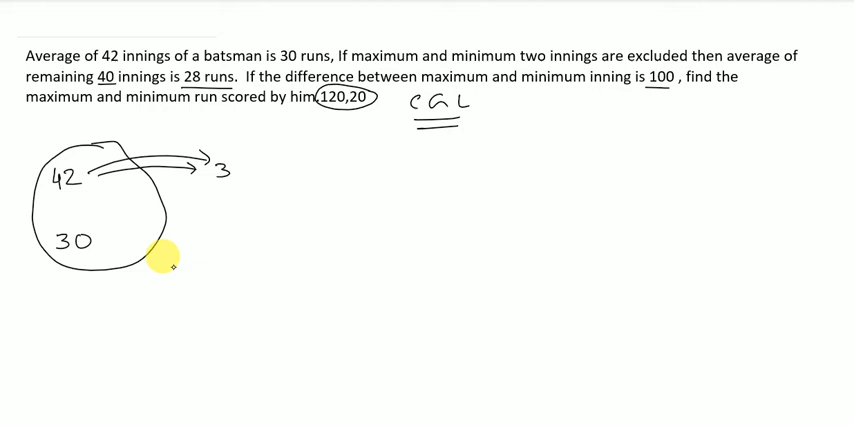 Average of 42 innings of a batsman is 30 runs, If maximum and minimum two innings are excluded then average of
remaining 40 innings is 28 runs.  If the difference between maximum and minimum inning is 100 , find the
maximum and minimum run scored by him.120,20
CGL
42
3
30